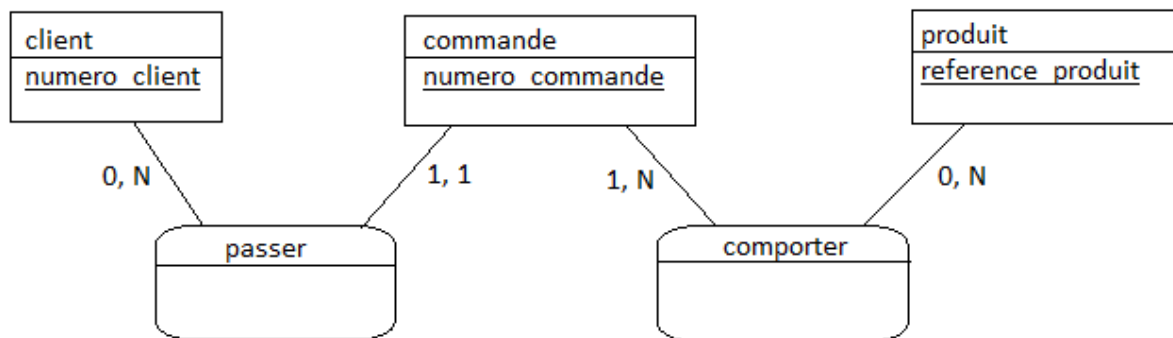 client
numero_client
commande
numero_commande
produit
reference_produit
0, N
1, 1
1, N
0, N
passer
comporter